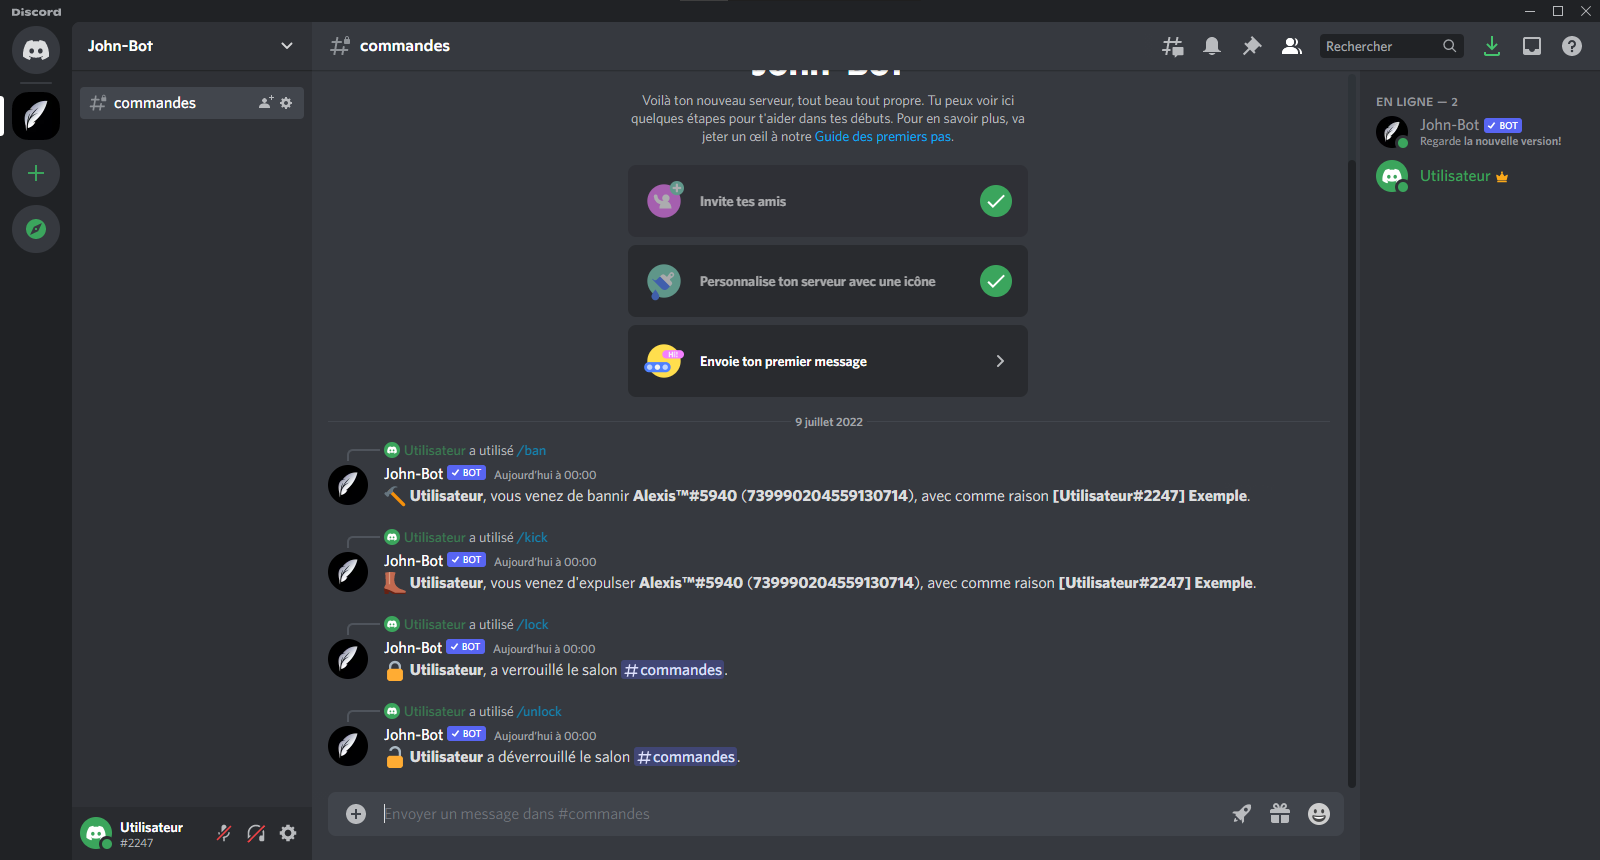 Discord
John-Bot
commandes
Rechercher
commandes
John-Bot
Voilà ton nouveau serveur, tout beau tout propre. Tu peux voir ici
quelques étapes pour t'aider dans tes débuts. Pour en savoir plus, va
jeter un œil à notre Guide des premiers pas.
Invite tes amis
Personnalise ton serveur avec une icône
Hi!
Envoie ton premier message
9 juillet 2022
Utilisateur a utilisé /ban
John-Bot BOT Aujourd'hui à 00:00
Utilisateur, vous venez de bannir Alexis™#5940 (739990204559130714), avec comme raison [Utilisateur#2247] Exemple.
Utilisateur a utilisé /kick
John-Bot BOT Aujourd'hui à 00:00
Utilisateur, vous venez d'expulser Alexis™#5940 (739990204559130714), avec comme raison [Utilisateur#2247] Exemple.
Utilisateur a utilisé /lock
John-Bot BOT Aujourd'hui à 00:00
Utilisateur, a verrouillé le salon #commandes.
Utilisateur a utilisé /unlock
John-Bot BOT Aujourd'hui à 00:00
Utilisateur a déverrouillé le salon #commandes.
Envoyer un message dans #commandes
EN LIGNE — 2
John-Bot BOT
Regarde la nouvelle version!
Utilisateur
Utilisateur
#2247